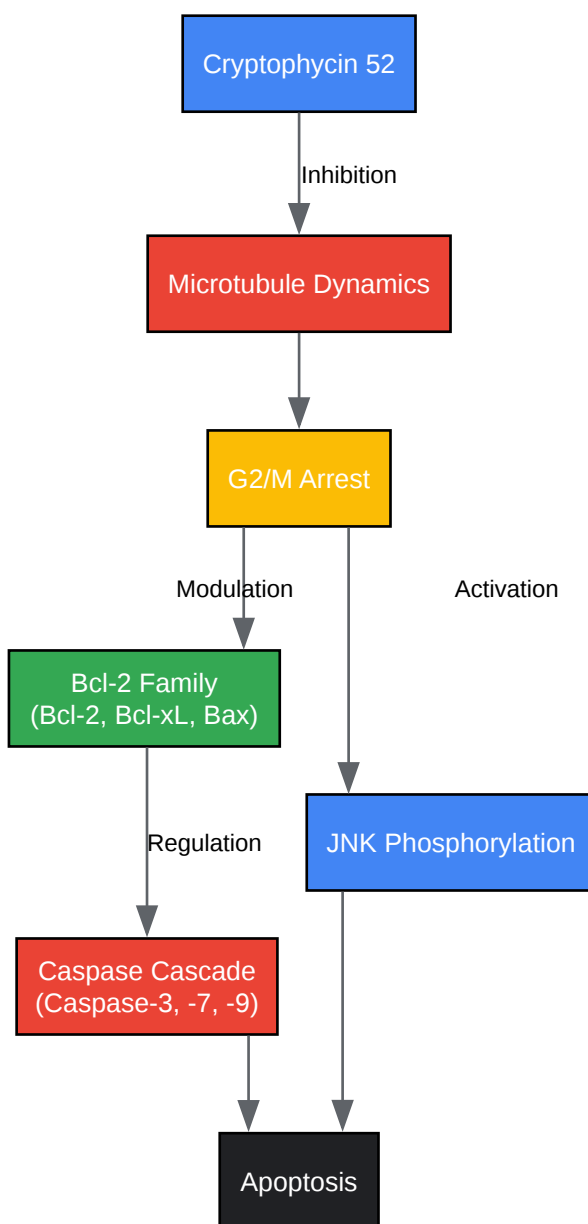 Cryptophycin 52
Inhibition
Microtubule Dynamics
G2/M Arrest
Modulation
Activation
Bcl-2 Family
(Bcl-2, Bcl-xL, Bax)
Regulation
JNK Phosphorylation
Caspase Cascade
(Caspase-3, -7, -9)
Apoptosis